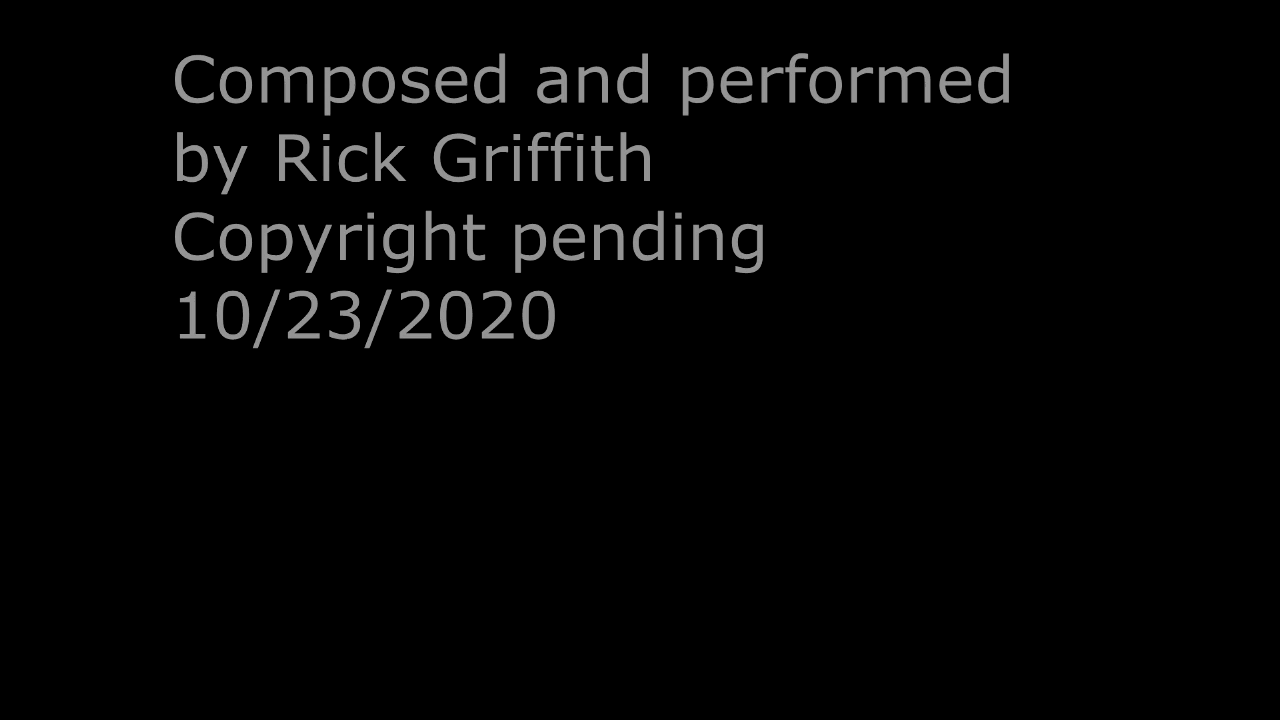 Composed and performed
by Rick Griffith
Copyright pending
10/23/2020